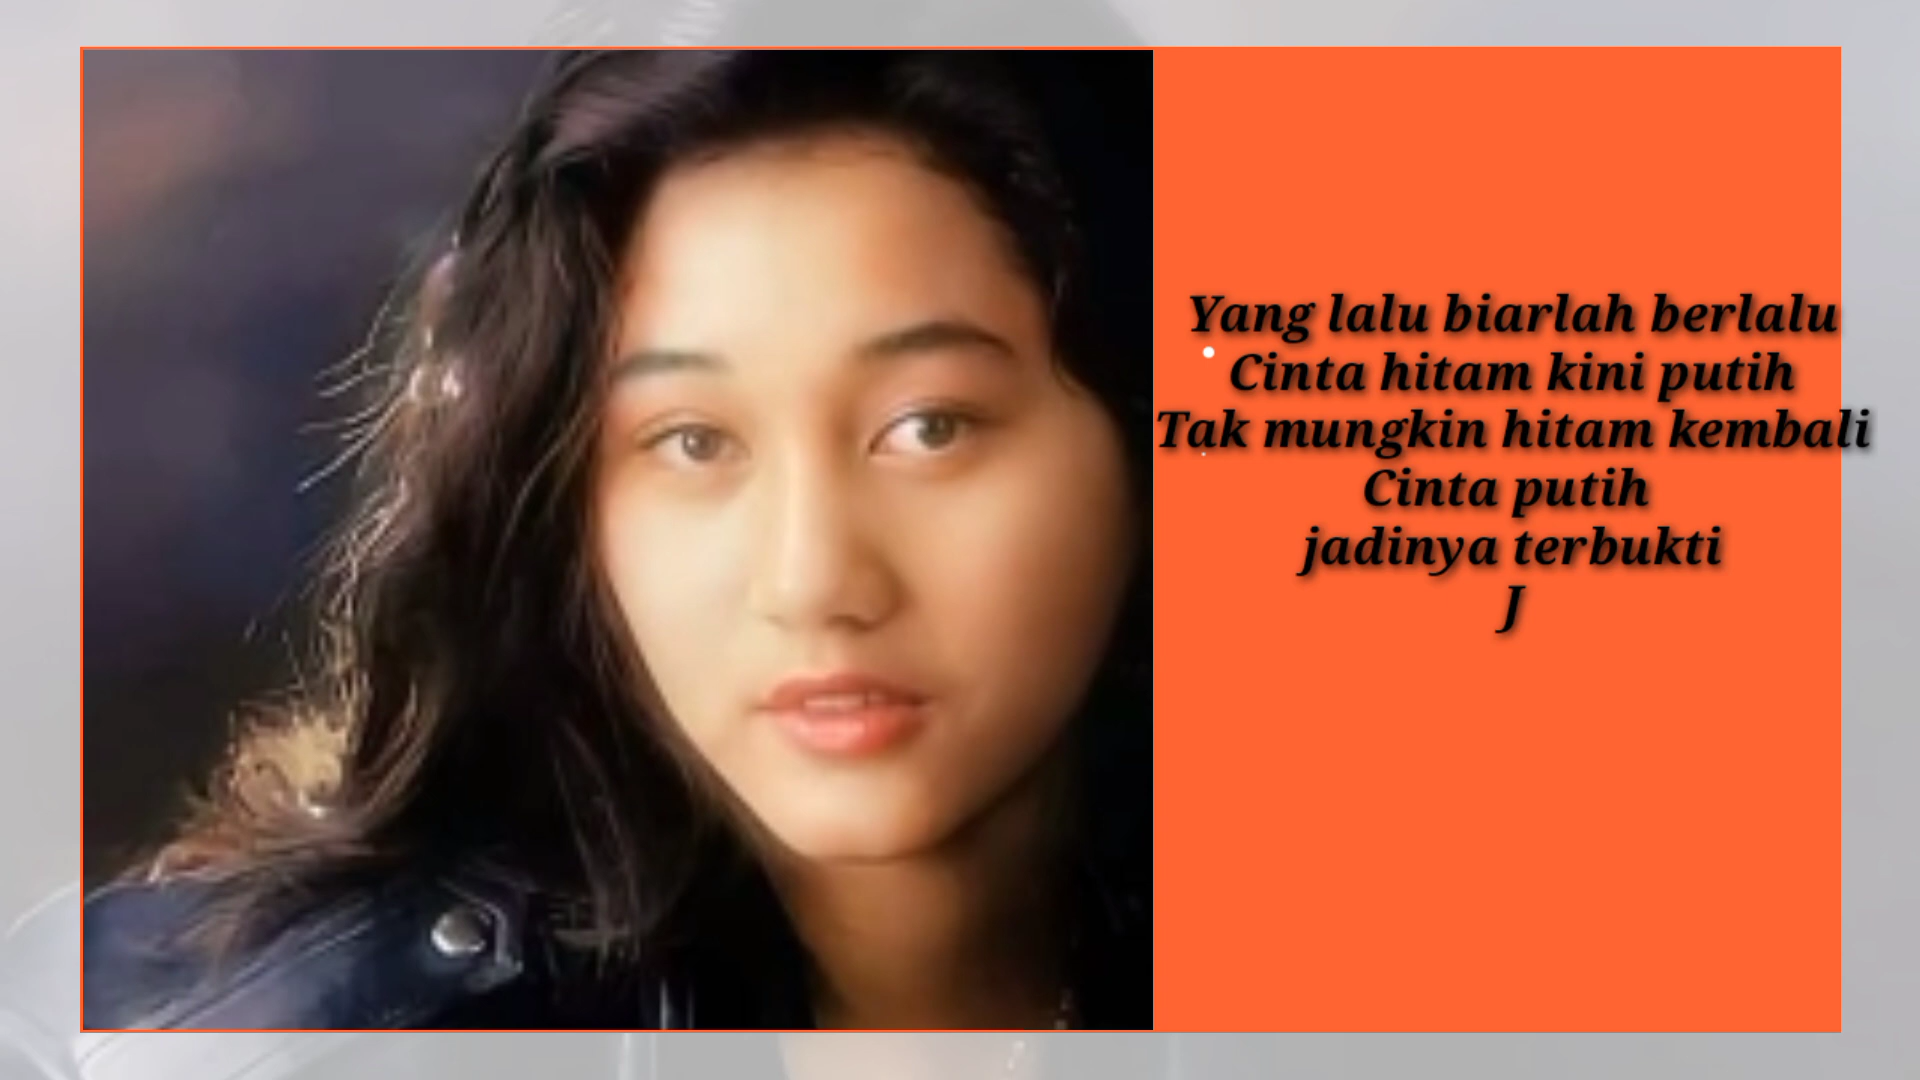 Yang lalu biarlah berlalu
Cinta hitam kini putih
Tak mungkin hitam kembali
Cinta putih
jadinya terbukti
J